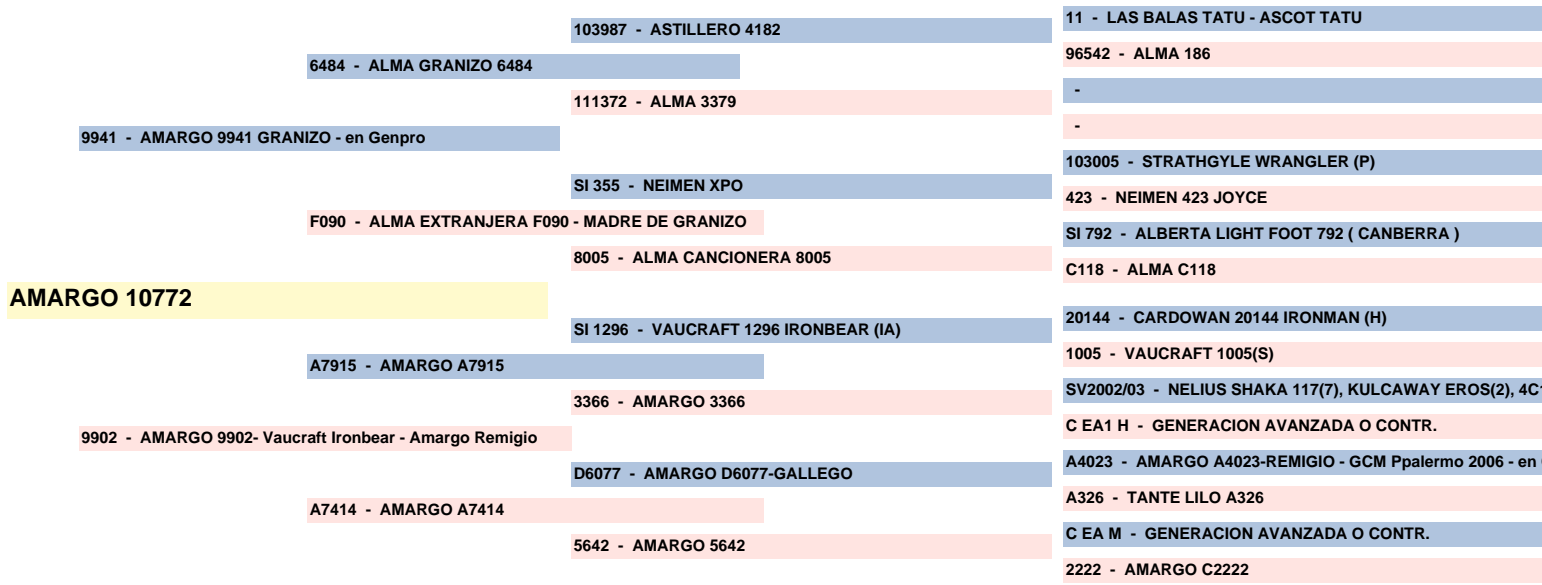 11 - LAS BALAS TATU - ASCOT TATU
103987 - ASTILLERO 4182
96542 - ALMA 186
6484 - ALMA GRANIZO 6484
-
111372 - ALMA 3379
-
9941 - AMARGO 9941 GRANIZO - en Genpro
103005 - STRATHGYLE WRANGLER (P)
SI 355 - NEIMEN XPO
423 - NEIMEN 423 JOYCE
F090 - ALMA EXTRANJERA F090 - MADRE DE GRANIZO
SI 792 - ALBERTA LIGHT FOOT 792 ( CANBERRA )
8005 - ALMA CANCIONERA 8005
C118 - ALMA C118
AMARGO 10772
20144 - CARDOWAN 20144 IRONMAN (H)
SI 1296 - VAUCRAFT 1296 IRONBEAR (IA)
1005 - VAUCRAFT 1005(S)
A7915 - AMARGO A7915
SV2002/03 - NELIUS SHAKA 117(7), KULCAWAY EROS(2),
3366 - AMARGO 3366
C EA1 H - GENERACION AVANZADA O CONTR.
9902 - AMARGO 9902- Vaucraft Ironbear - Amargo Remigio
A4023 - AMARGO A4023-REMIGIO - GCM Ppalermo 2006 - en
D6077 - AMARGO D6077-GALLEGO
A326 - TANTE LILO A326
A7414 - AMARGO A7414
C EA M - GENERACION AVANZADA O CONTR.
5642 - AMARGO 5642
2222 - AMARGO C2222